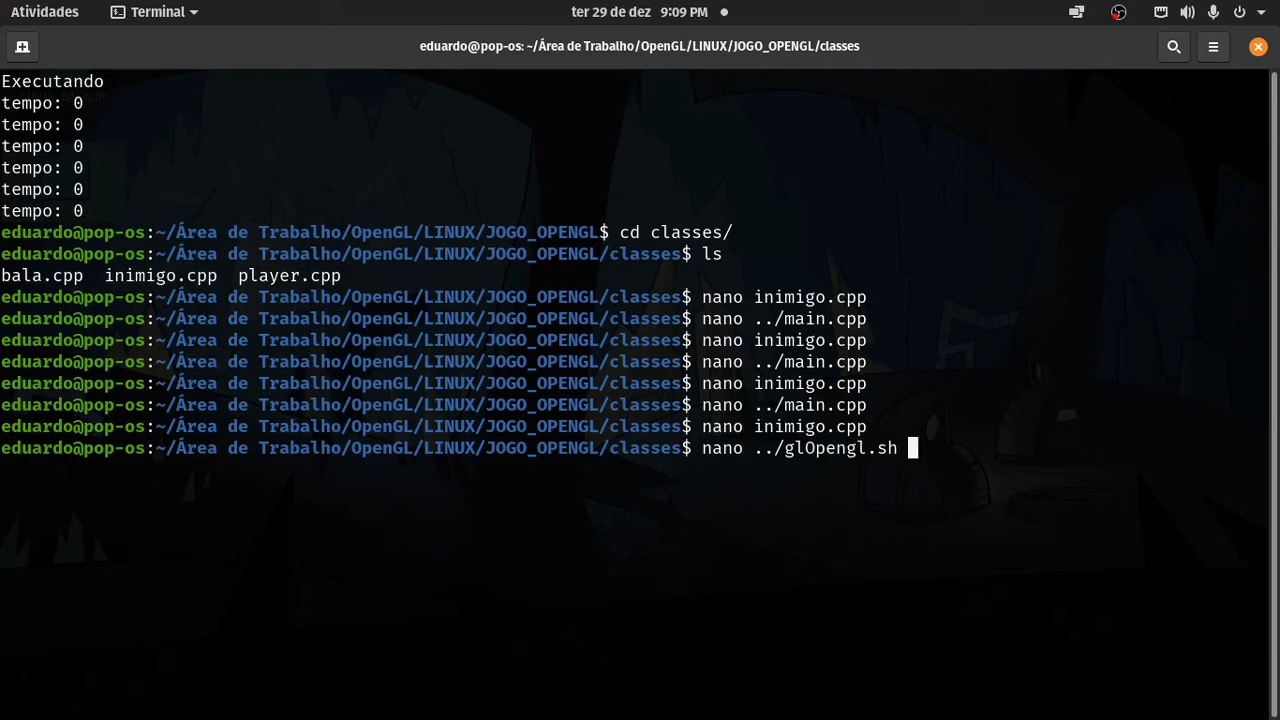 Atividades Terminal ter 29 de dez 9:09 PM
eduardo@pop-os: ~/Área de Trabalho/OpenGL/LINUX/JOGO_OPENGL/classes
Executando
tempo: 0
tempo: 0
tempo: 0
tempo: 0
tempo: 0
tempo: 0
eduardo@pop-os:~/Área de Trabalho/OpenGL/LINUX/JOGO_OPENGL$ cd classes/
eduardo@pop-os:~/Área de Trabalho/OpenGL/LINUX/JOGO_OPENGL/classes$ ls
bala.cpp  inimigo.cpp  player.cpp
eduardo@pop-os:~/Área de Trabalho/OpenGL/LINUX/JOGO_OPENGL/classes$ nano inimigo.cpp
eduardo@pop-os:~/Área de Trabalho/OpenGL/LINUX/JOGO_OPENGL/classes$ nano ../main.cpp
eduardo@pop-os:~/Área de Trabalho/OpenGL/LINUX/JOGO_OPENGL/classes$ nano inimigo.cpp
eduardo@pop-os:~/Área de Trabalho/OpenGL/LINUX/JOGO_OPENGL/classes$ nano ../main.cpp
eduardo@pop-os:~/Área de Trabalho/OpenGL/LINUX/JOGO_OPENGL/classes$ nano inimigo.cpp
eduardo@pop-os:~/Área de Trabalho/OpenGL/LINUX/JOGO_OPENGL/classes$ nano ../main.cpp
eduardo@pop-os:~/Área de Trabalho/OpenGL/LINUX/JOGO_OPENGL/classes$ nano inimigo.cpp
eduardo@pop-os:~/Área de Trabalho/OpenGL/LINUX/JOGO_OPENGL/classes$ nano ../glOpengl.sh